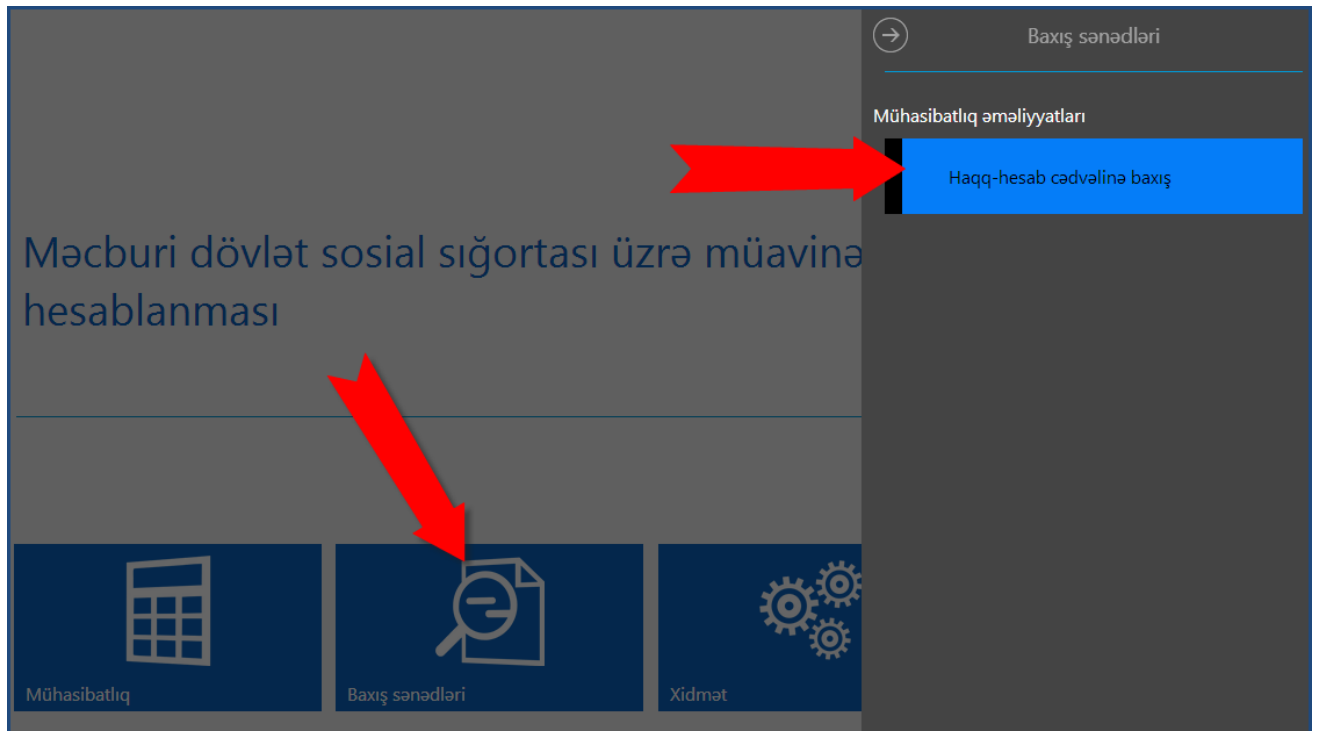 Baxış sənədləri
Mühasibatlıq əməliyyatları
Haqq-hesab cədvəlinə baxış
Məcburi dövlət sosial sığortası üzrə müavinə
hesablanması
Mühasibatlıq
Baxış sənədləri
Xidmət